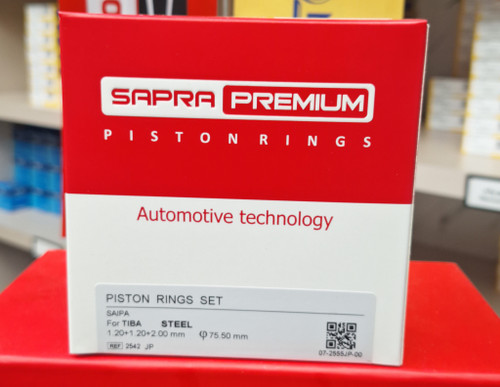 SAPRA PREMIUM
PISTON RINGS
Automotive technology
PISTON RINGS SET
SAIPA
For TIBA STEEL
1.20+1.20+2.00 mm φ75.50 mm
REF 2542 JP
07-2555JP-00